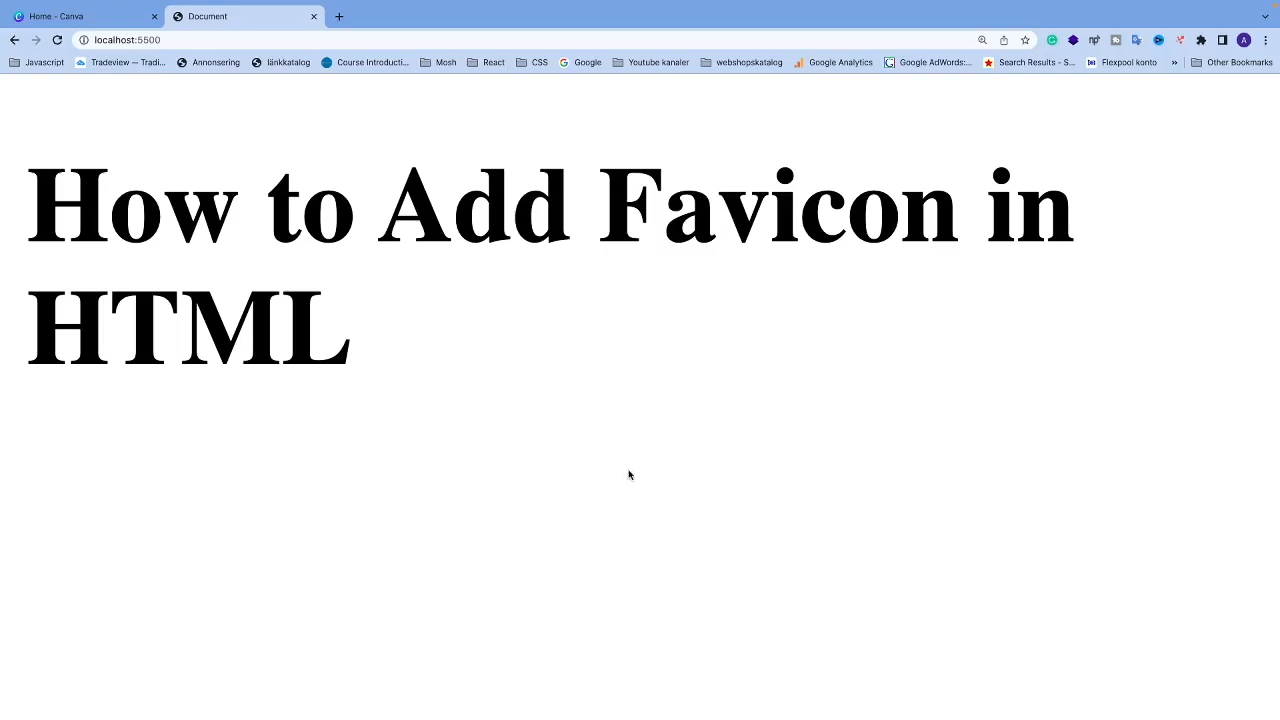 Home - Canva
Document
localhost:5500
Javascript
Tradeview — Tradi...
Annonsering
länkkatalog
Course Introducti...
Mosh
React
CSS
Google
Youtube kanaler
webshopskatalog
Google Analytics
Google AdWords:...
Search Results - S...
Flexpool konto
»
Other Bookmarks
How to Add Favicon in
HTML